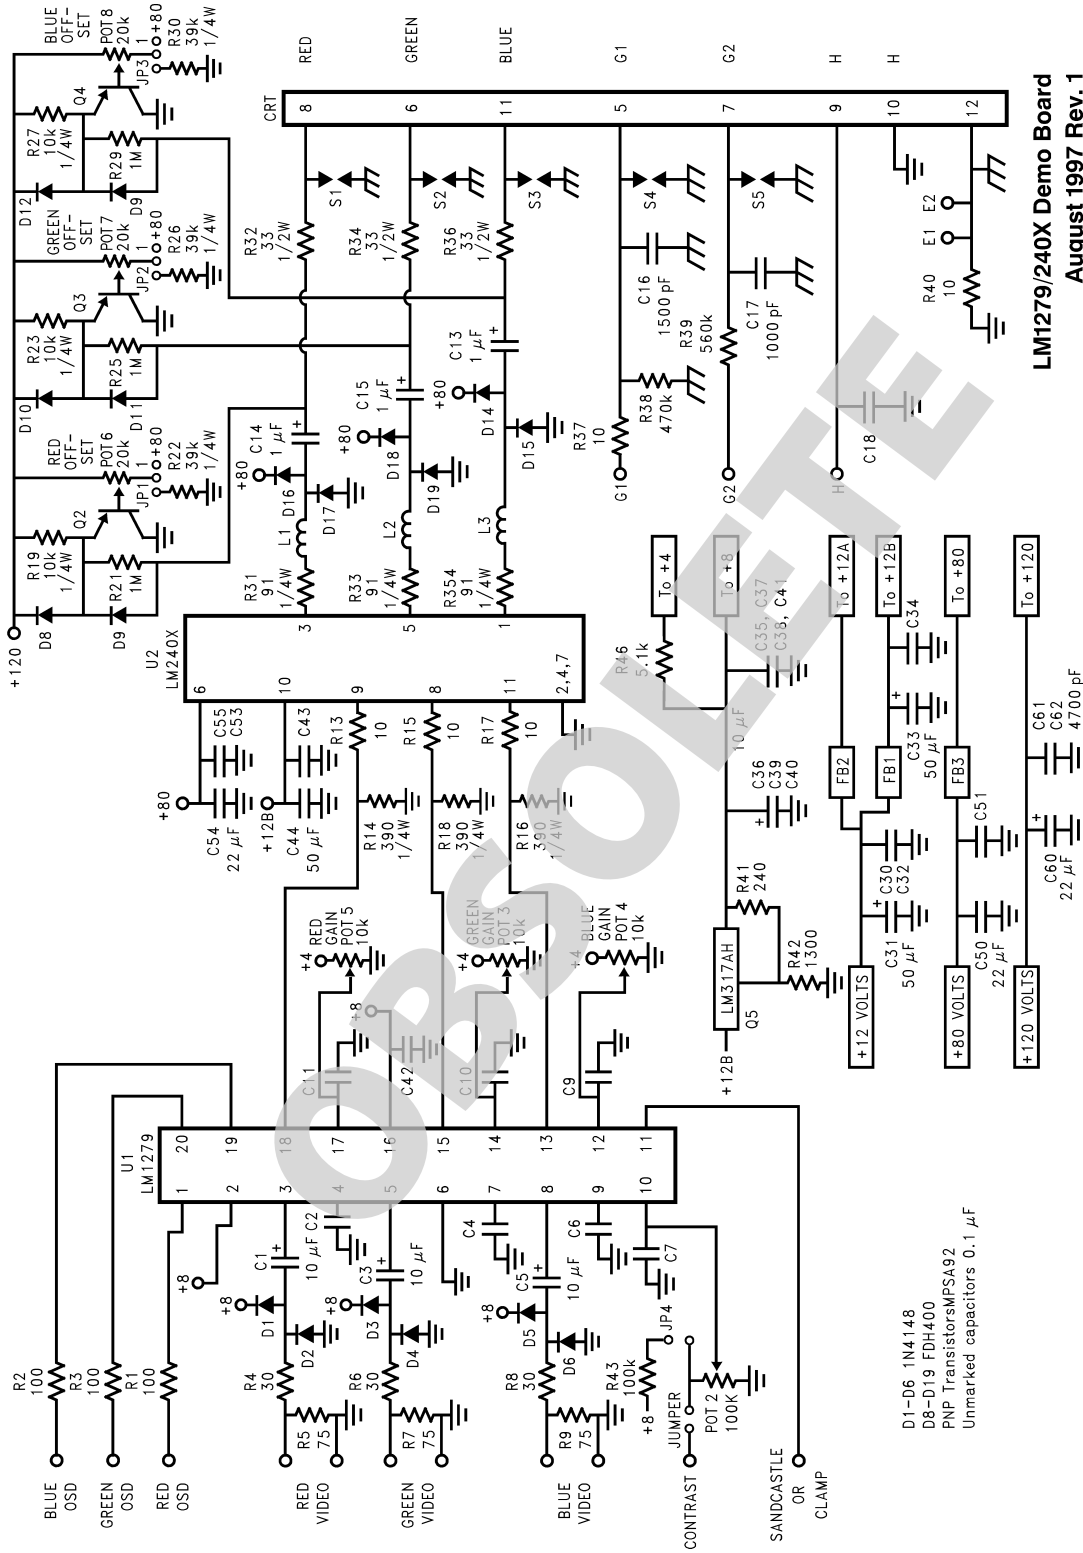 BLUE OSD
R2
100
GREEN OSD
R3
100
RED OSD
R1
100
+8
U1
LM1279
1
2
3
4
5
6
7
8
9
10
20
19
18
17
16
15
14
13
12
11
RED VIDEO
R4
30
R5
75
+8
D1
D2
C1
10 μF
+
C2
GREEN VIDEO
R6
30
R7
75
+8
D3
D4
C3
10 μF
+
C4
BLUE VIDEO
R8
30
R9
75
+8
D5
D6
C5
10 μF
+
C6
C7
R43
100k
+8
JP4
JUMPER
CONTRAST
POT 2
100K
SANDCASTLE
OR
CLAMP
C11
+4
RED
GAIN
POT 5
10k
+8
C42
C10
+4
GREEN
GAIN
POT 3
10k
C9
+4
BLUE
GAIN
POT 4
10k
+80
C54
22 μF
C55
C53
+12B
C44
50 μF
C43
R13
10
R14
390
1/4W
R15
10
R18
390
1/4W
R17
10
R16
390
1/4W
U2
LM240X
6
10
9
8
11
2,4,7
3
5
1
+120
D8
D9
R19
10k
1/4W
R21
1M
Q2
RED
OFF-
SET
POT6
20k
JP1
1
+80
R22
39k
1/4W
D10
D11
R23
10k
1/4W
R25
1M
Q3
GREEN
OFF-
SET
POT7
20k
JP2
1
+80
R26
39k
1/4W
D12
D9
R27
10k
1/4W
R29
1M
Q4
BLUE
OFF-
SET
POT8
20k
JP3
1
+80
R30
39k
1/4W
R31
91
1/4W
L1
+80
D16
D17
C14
1 μF
+
R32
33
1/2W
S1
R33
91
1/4W
L2
+80
D18
D19
C15
1 μF
+
R34
33
1/2W
S2
R354
91
1/4W
L3
+80
D14
D15
C13
1 μF
+
R36
33
1/2W
S3
CRT
8
6
11
5
7
9
10
12
RED
GREEN
BLUE
G1
G2
H
H
G1
R37
10
R38
470k
C16
1500 pF
S4
G2
R39
560k
C17
1000 pF
S5
H
C18
R40
10
E1
E2
+12B
LM317AH
Q5
R41
240
R42
1300
+
C36
C39
C40
10 μF
R46
5.1k
To +4
To +8
C35, C37
C38, C41
+12 VOLTS
+
C31
50 μF
C30
C32
FB2
FB1
To +12A
To +12B
+
C33
50 μF
C34
+80 VOLTS
C50
22 μF
C51
FB3
To +80
+120 VOLTS
+
C60
22 μF
C61
C62
4700 pF
To +120
D1-D6 1N4148
D8-D19 FDH400
PNP TransistorsMPSA92
Unmarked capacitors 0.1 μF
LM1279/240X Demo Board
August 1997 Rev. 1
OBSOLETE